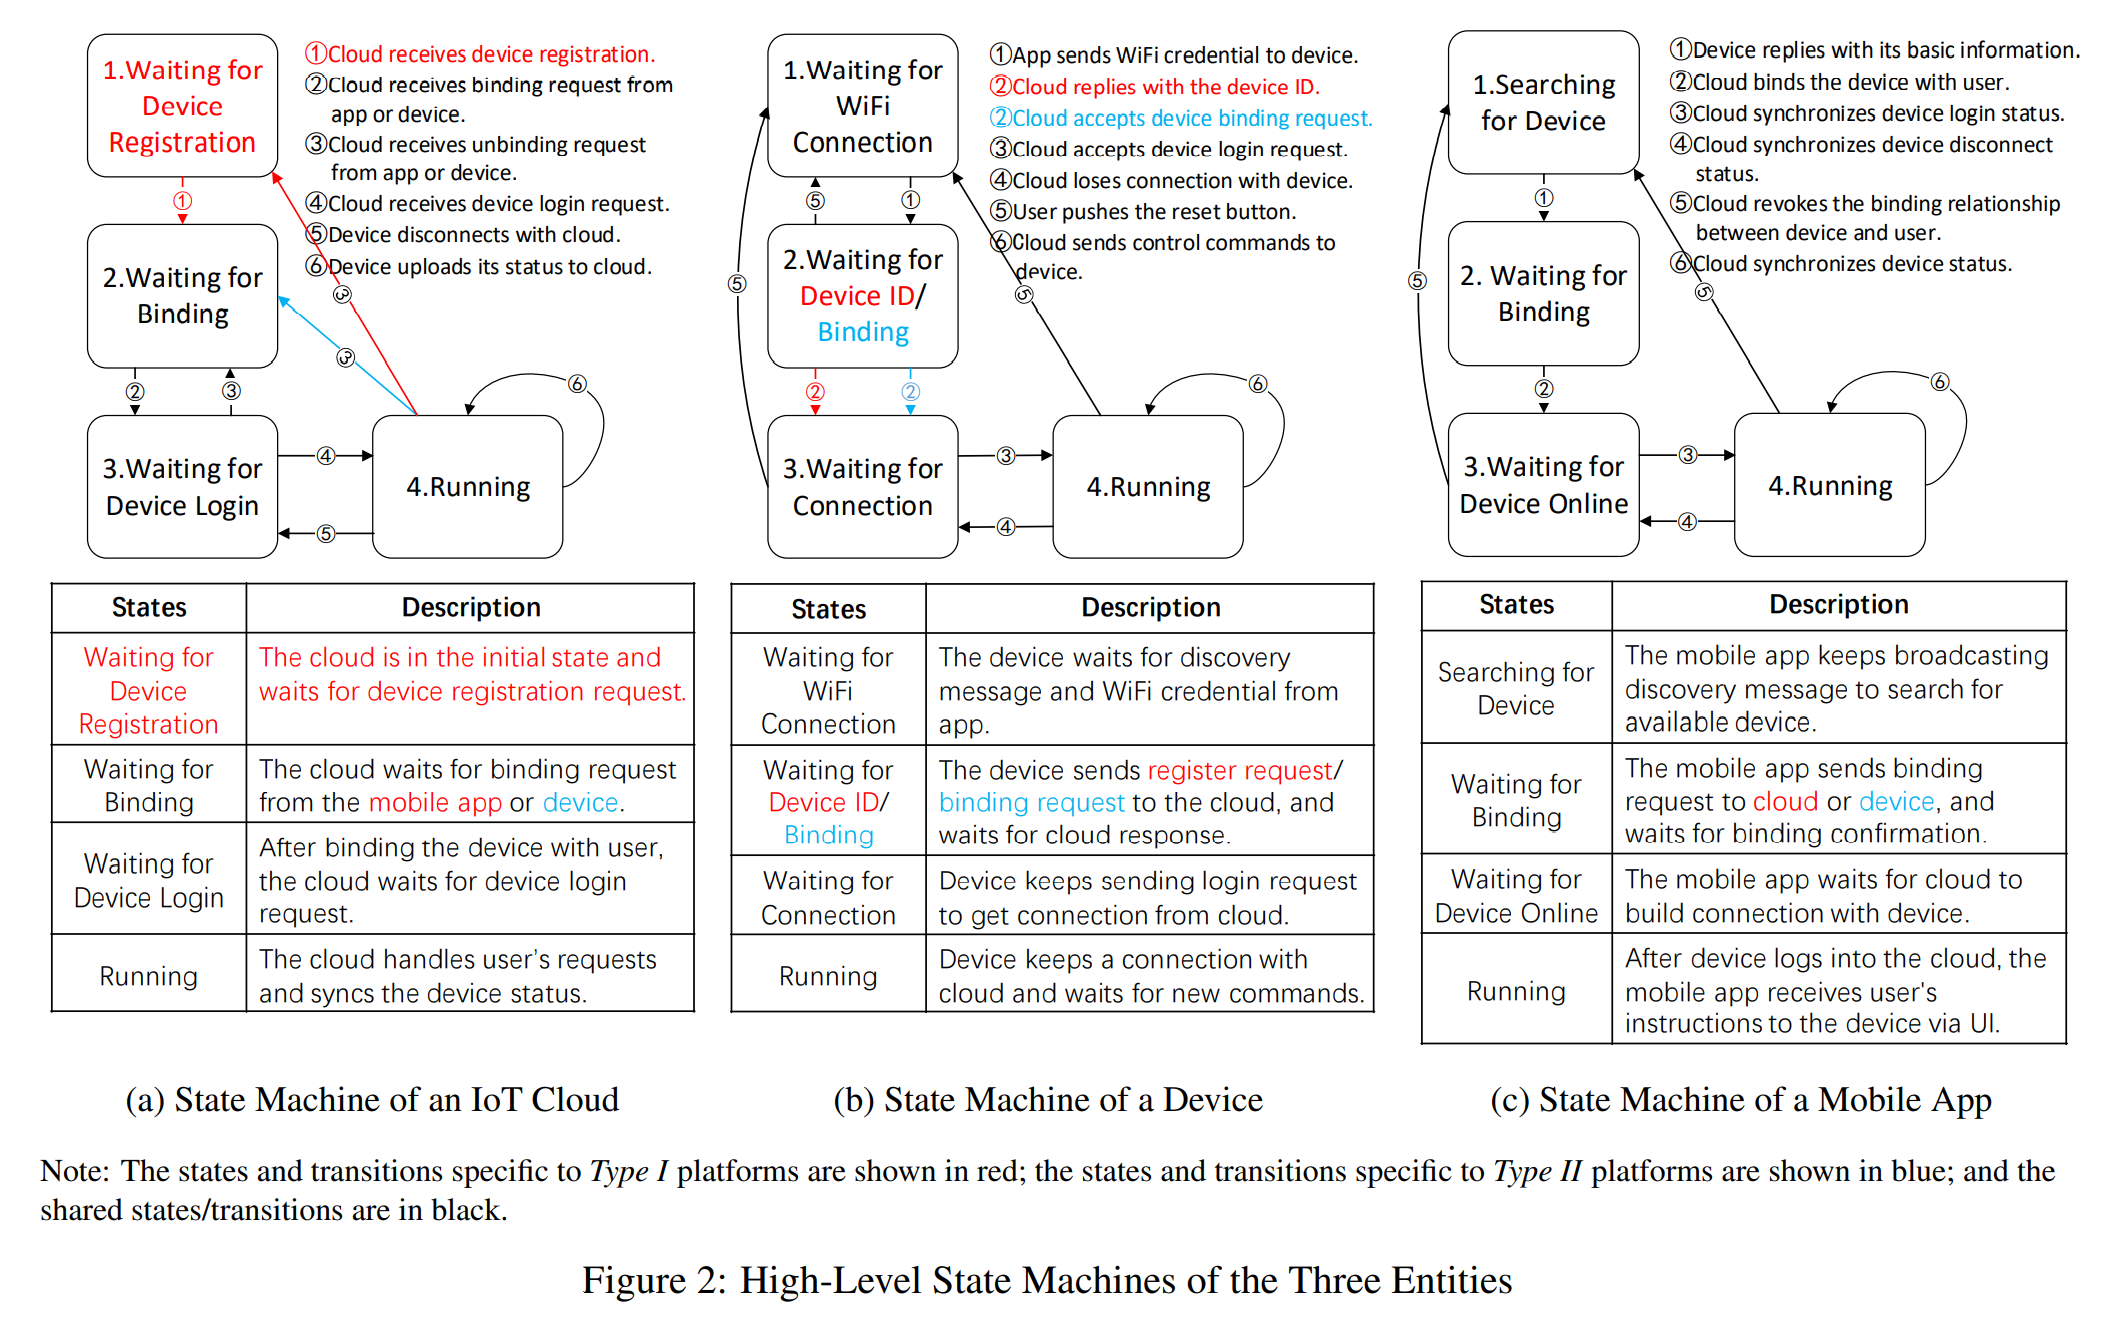 1.Waiting for
Device
Registration
①
2.Waiting for
Binding
②
③
3.Waiting for
Device Login
④
⑤
4.Running
⑥
③
③
①Cloud receives device registration.
②Cloud receives binding request from
app or device.
③Cloud receives unbinding request
from app or device.
④Cloud receives device login request.
⑤Device disconnects with cloud.
⑥Device uploads its status to cloud.
1.Waiting for
WiFi
Connection
⑤
①
2.Waiting for
Device ID/
Binding
⑤
②
②
3.Waiting for
Connection
③
④
4.Running
⑥
⑤
①App sends WiFi credential to device.
②Cloud replies with the device ID.
②Cloud accepts device binding request.
③Cloud accepts device login request.
④Cloud loses connection with device.
⑤User pushes the reset button.
⑥Cloud sends control commands to
device.
1.Searching
for Device
①
2. Waiting for
Binding
⑤
②
3.Waiting for
Device Online
③
④
4.Running
⑥
⑤
①Device replies with its basic information.
②Cloud binds the device with user.
③Cloud synchronizes device login status.
④Cloud synchronizes device disconnect
status.
⑤Cloud revokes the binding relationship
between device and user.
⑥Cloud synchronizes device status.
States Description
Waiting for
Device
Registration
The cloud is in the initial state and
waits for device registration request.
Waiting for
Binding
The cloud waits for binding request
from the mobile app or device.
Waiting for
Device Login
After binding the device with user,
the cloud waits for device login
request.
Running
The cloud handles user's requests
and syncs the device status.
States Description
Waiting for
WiFi
Connection
The device waits for discovery
message and WiFi credential from
app.
Waiting for
Device ID/
Binding
The device sends register request/
binding request to the cloud, and
waits for cloud response.
Waiting for
Connection
Device keeps sending login request
to get connection from cloud.
Running
Device keeps a connection with
cloud and waits for new commands.
States Description
Searching for
Device
The mobile app keeps broadcasting
discovery message to search for
available device.
Waiting for
Binding
The mobile app sends binding
request to cloud or device, and
waits for binding confirmation.
Waiting for
Device Online
The mobile app waits for cloud to
build connection with device.
Running
After device logs into the cloud, the
mobile app receives user's
instructions to the device via UI.
(a) State Machine of an IoT Cloud
(b) State Machine of a Device
(c) State Machine of a Mobile App
Note: The states and transitions specific to Type I platforms are shown in red; the states and transitions specific to Type II platforms are shown in blue; and the
shared states/transitions are in black.
Figure 2: High-Level State Machines of the Three Entities